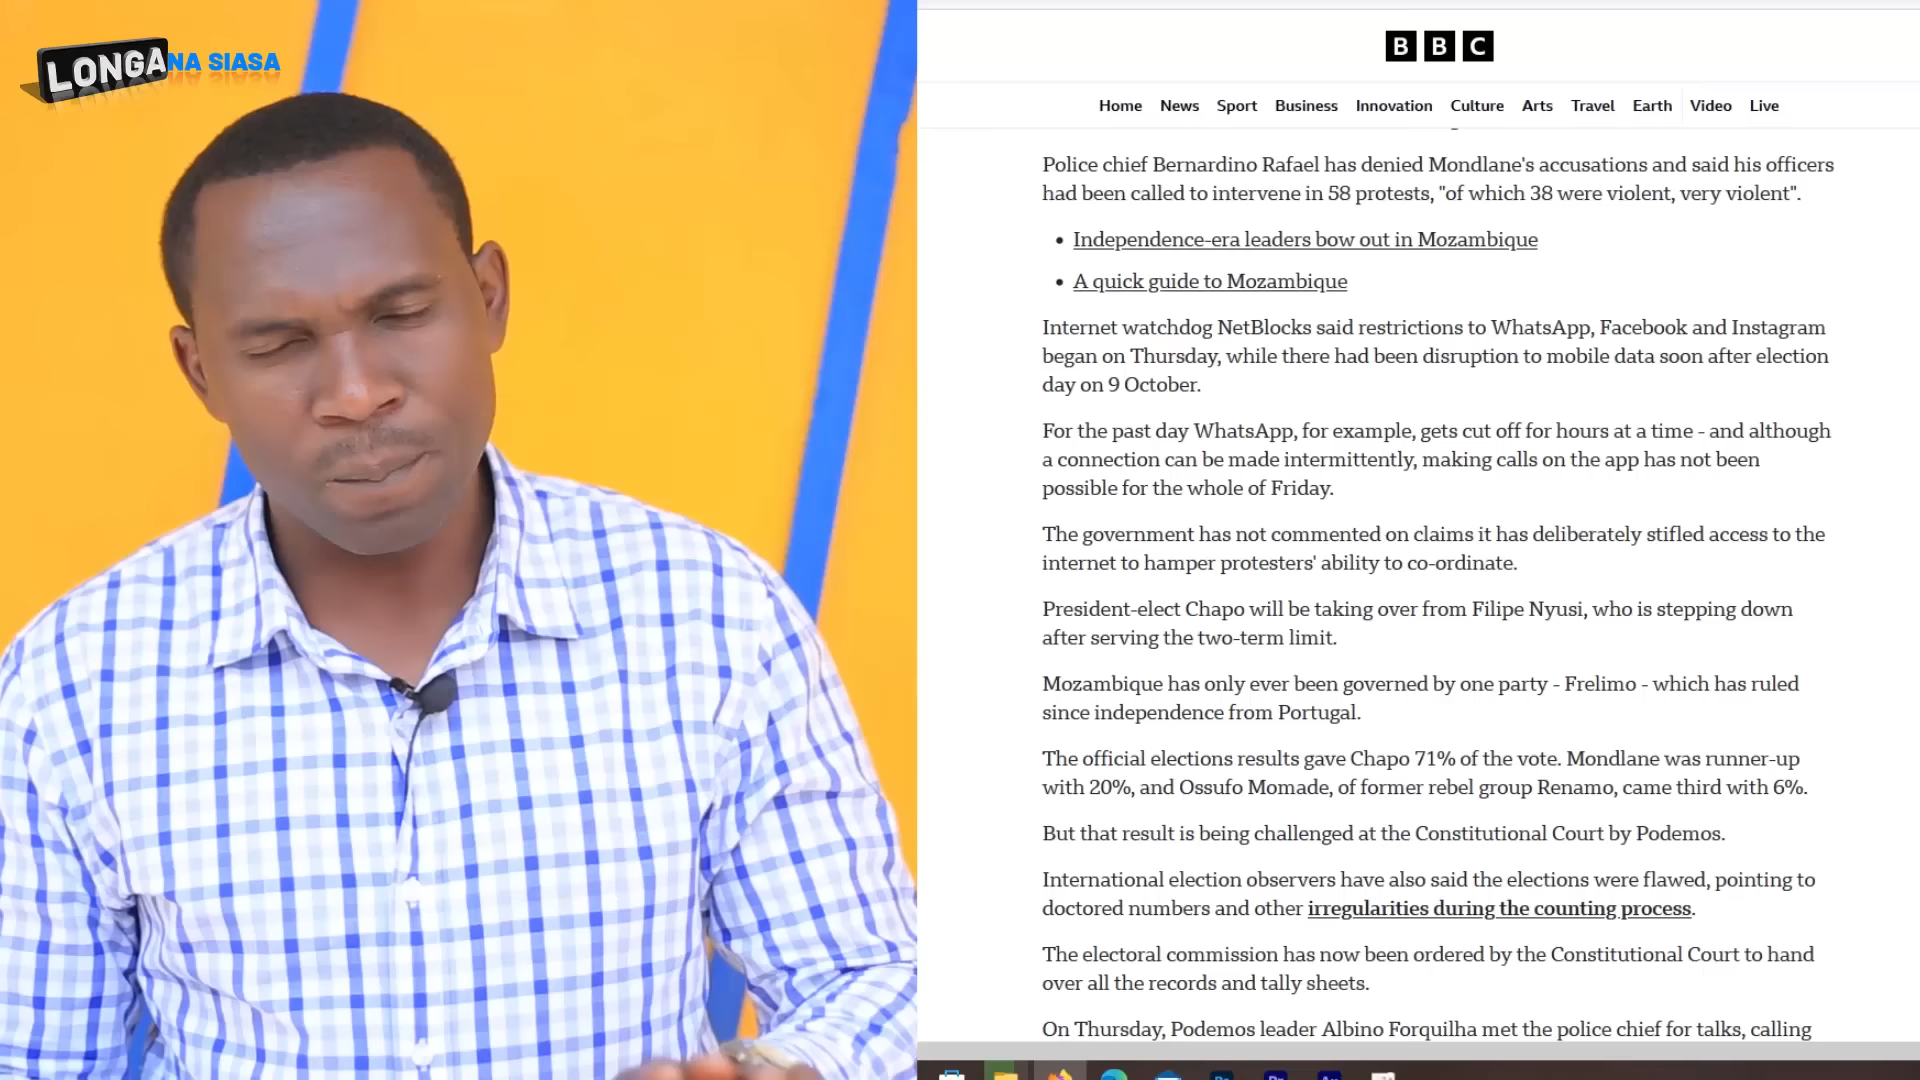 LONGA NA SIASA
BBC
Home News Sport Business Innovation Culture Arts Travel Earth Video Live
Police chief Bernardino Rafael has denied Mondlane's accusations and said his officers
had been called to intervene in 58 protests, "of which 38 were violent, very violent".
• Independence-era leaders bow out in Mozambique
• A quick guide to Mozambique
Internet watchdog NetBlocks said restrictions to WhatsApp, Facebook and Instagram
began on Thursday, while there had been disruption to mobile data soon after election
day on 9 October.
For the past day WhatsApp, for example, gets cut off for hours at a time - and although
a connection can be made intermittently, making calls on the app has not been
possible for the whole of Friday.
The government has not commented on claims it has deliberately stifled access to the
internet to hamper protesters' ability to co-ordinate.
President-elect Chapo will be taking over from Filipe Nyusi, who is stepping down
after serving the two-term limit.
Mozambique has only ever been governed by one party - Frelimo - which has ruled
since independence from Portugal.
The official elections results gave Chapo 71% of the vote. Mondlane was runner-up
with 20%, and Ossufo Momade, of former rebel group Renamo, came third with 6%.
But that result is being challenged at the Constitutional Court by Podemos.
International election observers have also said the elections were flawed, pointing to
doctored numbers and other irregularities during the counting process.
The electoral commission has now been ordered by the Constitutional Court to hand
over all the records and tally sheets.
On Thursday, Podemos leader Albino Forquilha met the police chief for talks, calling